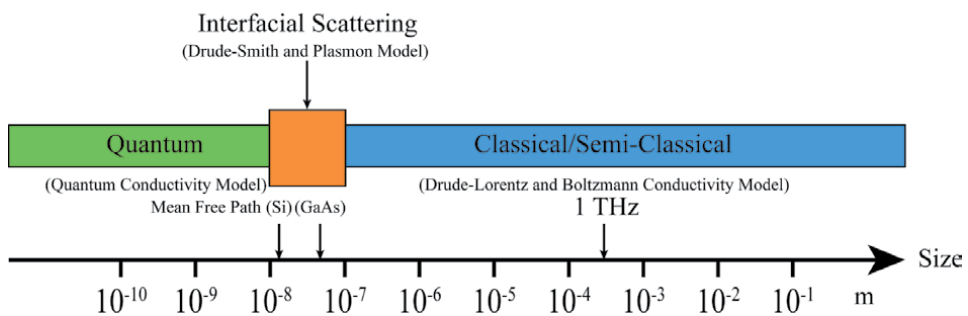 Interfacial Scattering
(Drude-Smith and Plasmon Model)
Quantum
Classical/Semi-Classical
(Quantum Conductivity Model)
(Drude-Lorentz and Boltzmann Conductivity Model)
Mean Free Path (Si) (GaAs)
1 THz
Size
10⁻¹⁰ 10⁻⁹ 10⁻⁸ 10⁻⁷ 10⁻⁶ 10⁻⁵ 10⁻⁴ 10⁻³ 10⁻² 10⁻¹ m